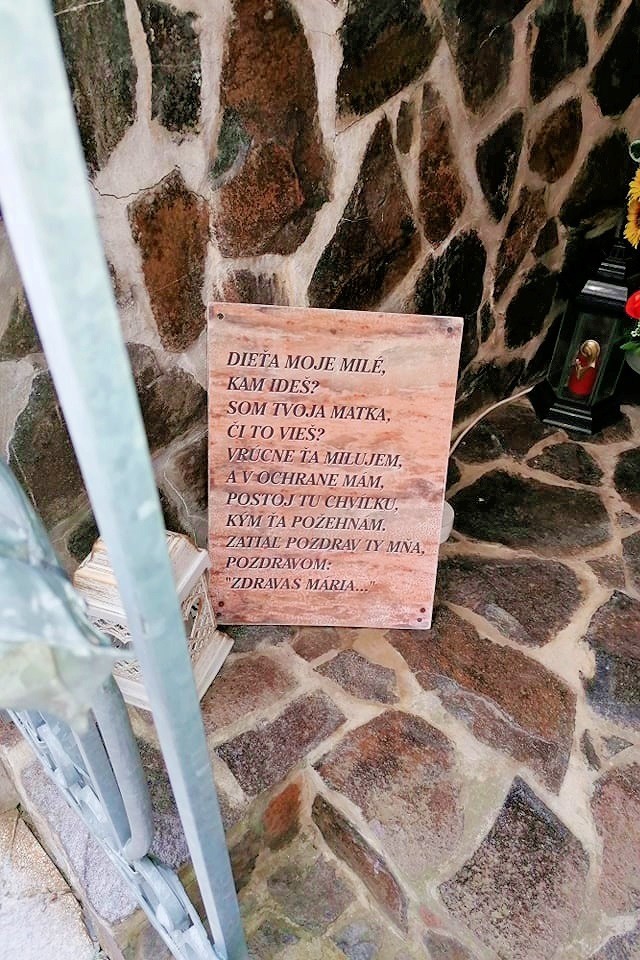 DIEŤA MOJE MILÉ,
KAM IDEŠ?
SOM TVOJA MATKA,
ČI TO VIEŠ?
VRUCNE ŤA MILUJEM,
A V OCHRANE MÁM,
POSTOJ TU CHVÍĽKU,
KÝM ŤA POŽEHNÁM.
ZATIAĽ POZDRAV TY MŇA,
POZDRAVOM:
"ZDRAVAS MÁRIA..."